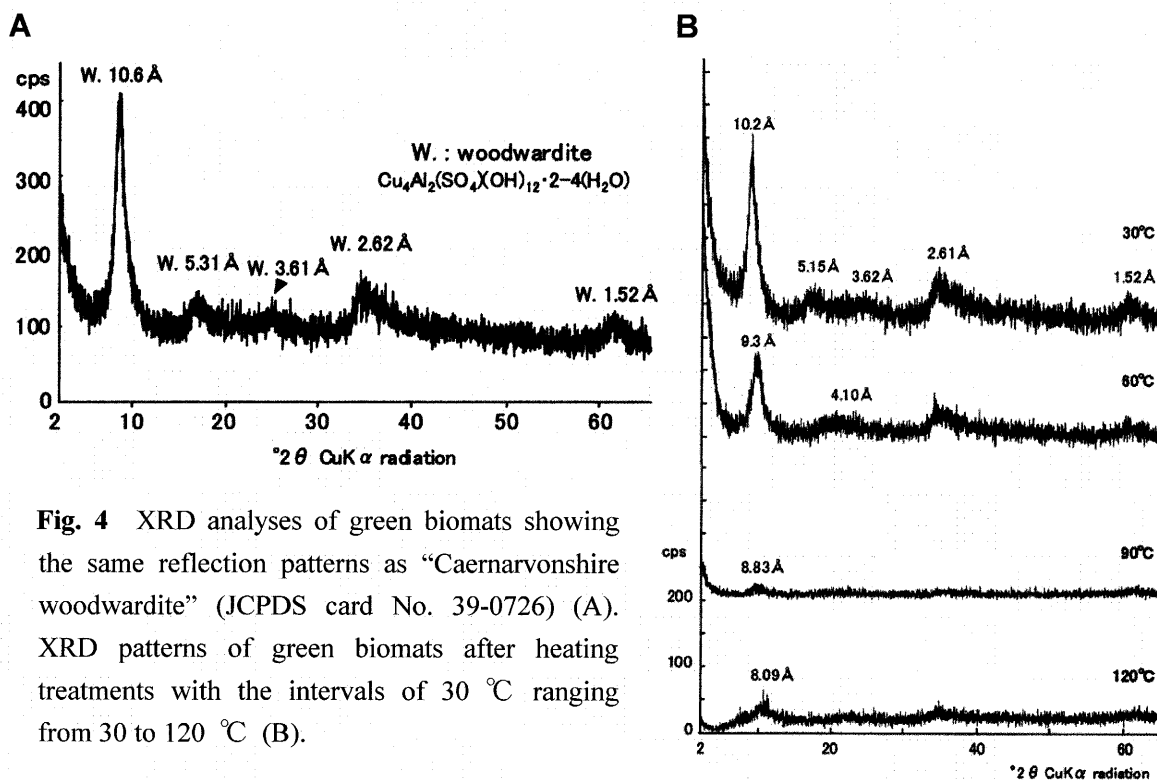 A
cps
400
300
200
100
0
W. 10.6 Å
W. : woodwardite
Cu₄Al₂(SO₄)(OH)₁₂·2-4(H₂O)
W. 5.31 Å
W. 3.61 Å
W. 2.62 Å
W. 1.52 Å
2 10 20 30 40 50 60
°2 θ CuK α radiation
Fig. 4 XRD analyses of green biomats showing
the same reflection patterns as “Caernarvonshire
woodwardite” (JCPDS card No. 39-0726) (A).
XRD patterns of green biomats after heating
treatments with the intervals of 30 ℃ ranging
from 30 to 120 ℃ (B).
B
10.2 Å
30℃
5.15 Å
3.62 Å
2.61 Å
1.52 Å
9.3 Å
60℃
4.10 Å
cps
8.83 Å
90℃
200
100
8.09 Å
120℃
0
2 20 40 60
°2 θ CuK α radiation